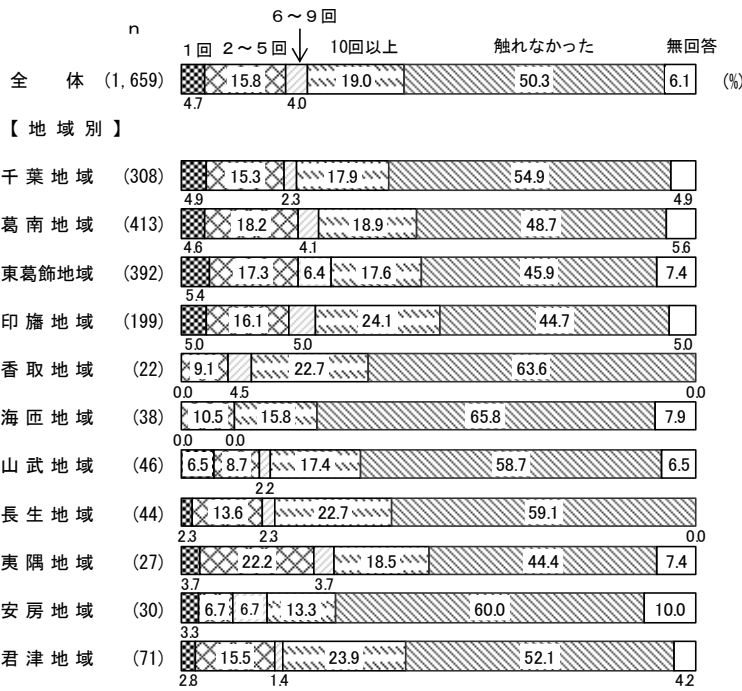 ６～９回
n
１回 ２～５回 10回以上 触れなかった 無回答
全 体 (1,659) 15.8 19.0 50.3 6.1 (%)
4.7 4.0
【 地 域 別 】
千 葉 地 域 (308) 15.3 17.9 54.9
4.9 2.3 4.9
葛 南 地 域 (413) 18.2 18.9 48.7
4.6 4.1 5.6
東葛飾地域 (392) 17.3 6.4 17.6 45.9 7.4
5.4
印 旛 地 域 (199) 16.1 24.1 44.7
5.0 5.0 5.0
香 取 地 域 (22) 9.1 22.7 63.6
0.0 4.5 0.0
海 匝 地 域 (38) 10.5 15.8 65.8 7.9
0.0 0.0
山 武 地 域 (46) 6.5 8.7 17.4 58.7 6.5
2.2
長 生 地 域 (44) 13.6 22.7 59.1
2.3 2.3 0.0
夷 隅 地 域 (27) 22.2 18.5 44.4 7.4
3.7 3.7
安 房 地 域 (30) 6.7 6.7 13.3 60.0 10.0
3.3
君 津 地 域 (71) 15.5 23.9 52.1
2.8 1.4 4.2